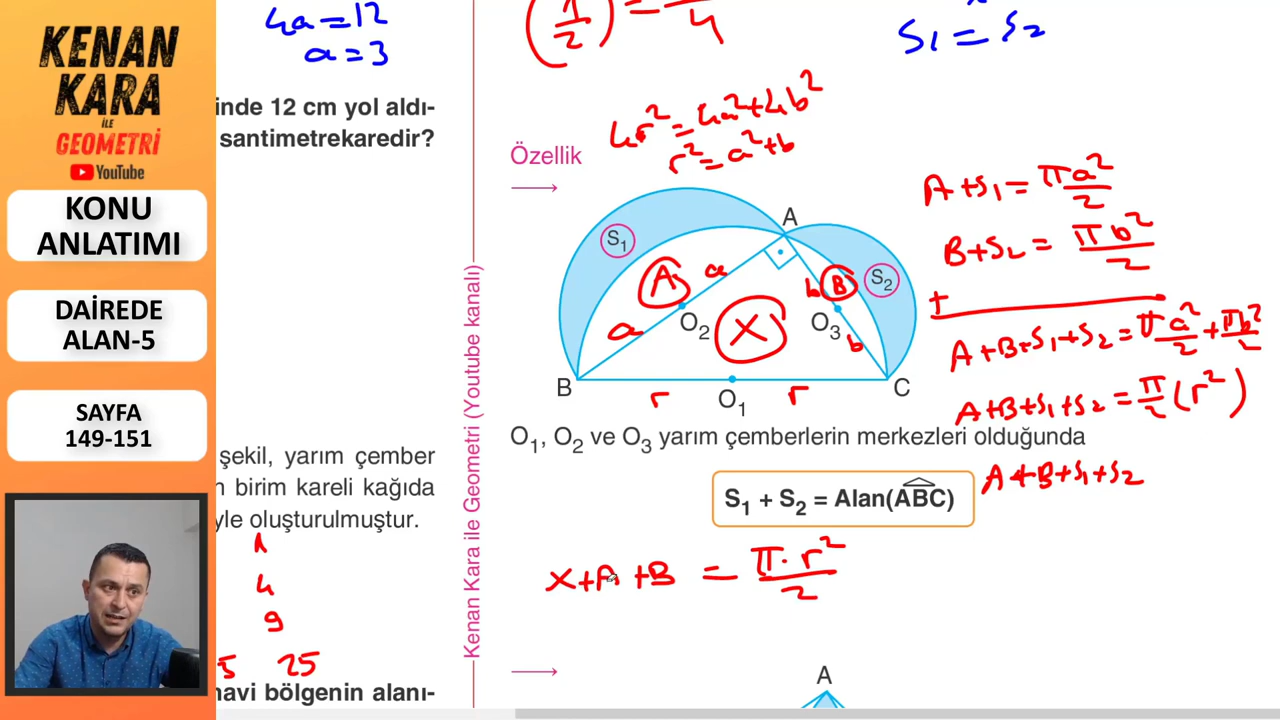 KENAN
KARA
İLE
GEOMETRİ
YouTube
KONU
ANLATIMI
DAİREDE
ALAN-5
SAYFA
149-151
4a=12
a=3
inde 12 cm yol aldı-
santimetrekaredir?
şekil, yarım çember
n birim kareli kağıda
yle oluşturulmuştur.
1
4
9
5 25
navi bölgenin alanı-
Kenan Kara ile Geometri (Youtube kanalı)
(1/2) = /4
S1 = S2
4r²=4a²+4b²
r²=a²+b
Özellik
A
S1
S2
A
a
B
b
O2
X
O3
a
b
B
O1
C
r
r
A+S1 = πa²/2
B+S2 = πb²/2
+
A+B+S1+S2=πa²/2+πb²/2
A+B+S1+S2=π/2(r²)
A+B+S1+S2
O1, O2 ve O3 yarım çemberlerin merkezleri olduğunda
S1 + S2 = Alan(ABC)
X+A+B = π.r²/2
A